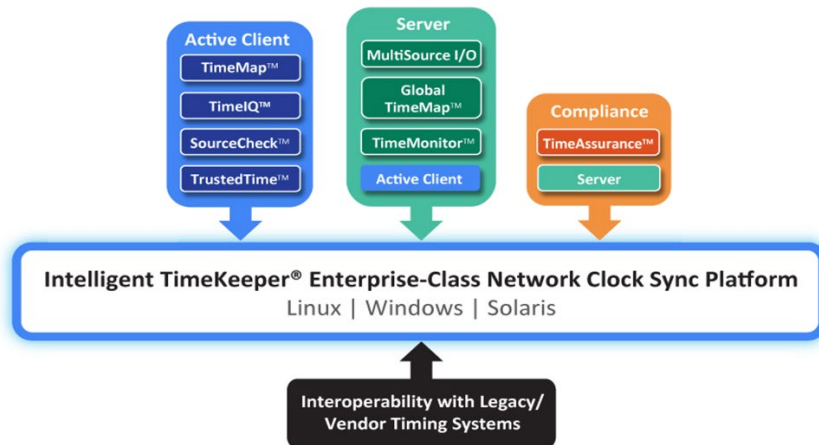 Active Client
TimeMap™
TimeIQ™
SourceCheck™
TrustedTime™
Server
MultiSource I/O
Global
TimeMap™
TimeMonitor™
Active Client
Compliance
TimeAssurance™
Server
Intelligent TimeKeeper® Enterprise-Class Network Clock Sync Platform
Linux | Windows | Solaris
Interoperability with Legacy/
Vendor Timing Systems